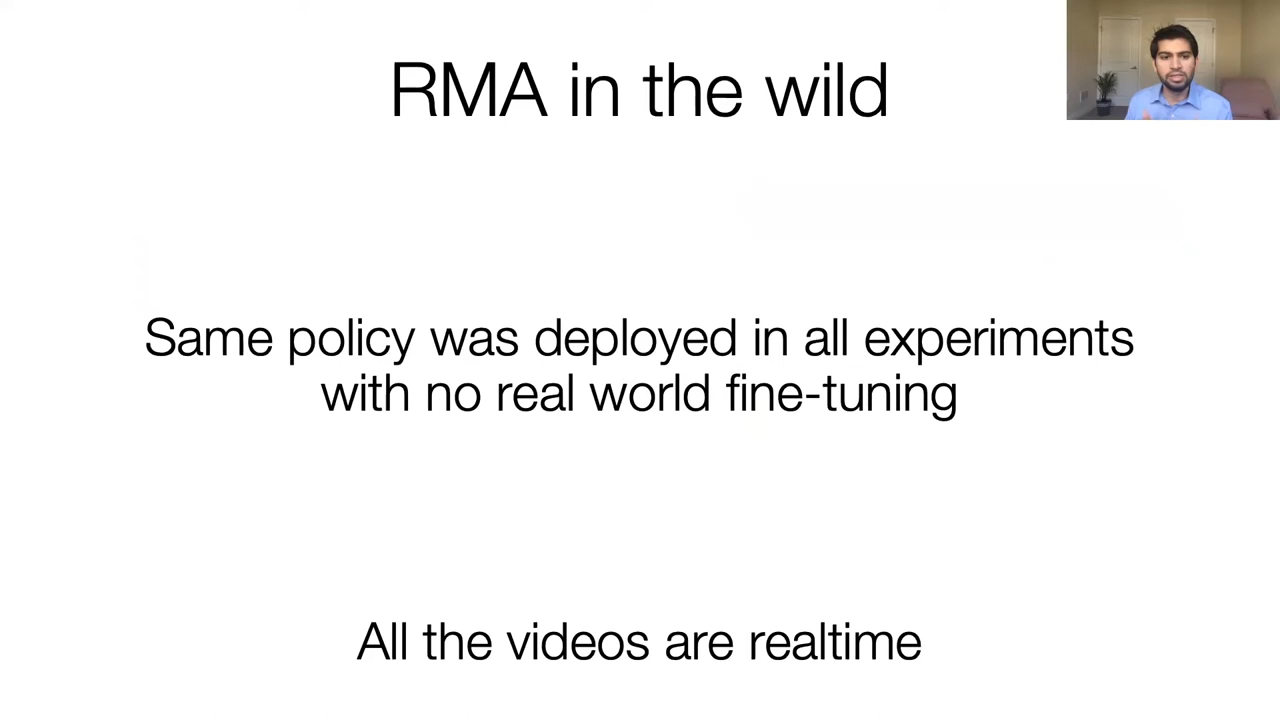 RMA in the wild
Same policy was deployed in all experiments
with no real world fine-tuning
All the videos are realtime